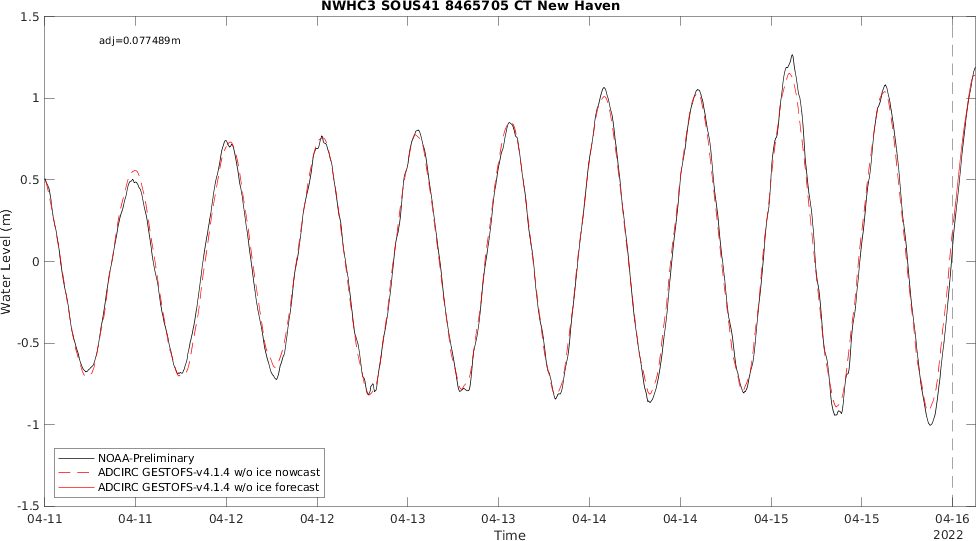 NWHC3 SOUS41 8465705 CT New Haven
adj=0.077489m
1.5
1
0.5
0
-0.5
-1
-1.5
Water Level (m)
NOAA-Preliminary
ADCIRC GESTOFS-v4.1.4 w/o ice nowcast
ADCIRC GESTOFS-v4.1.4 w/o ice forecast
04-11 04-11 04-12 04-12 04-13 04-13 04-14 04-14 04-15 04-15 04-16
Time
2022